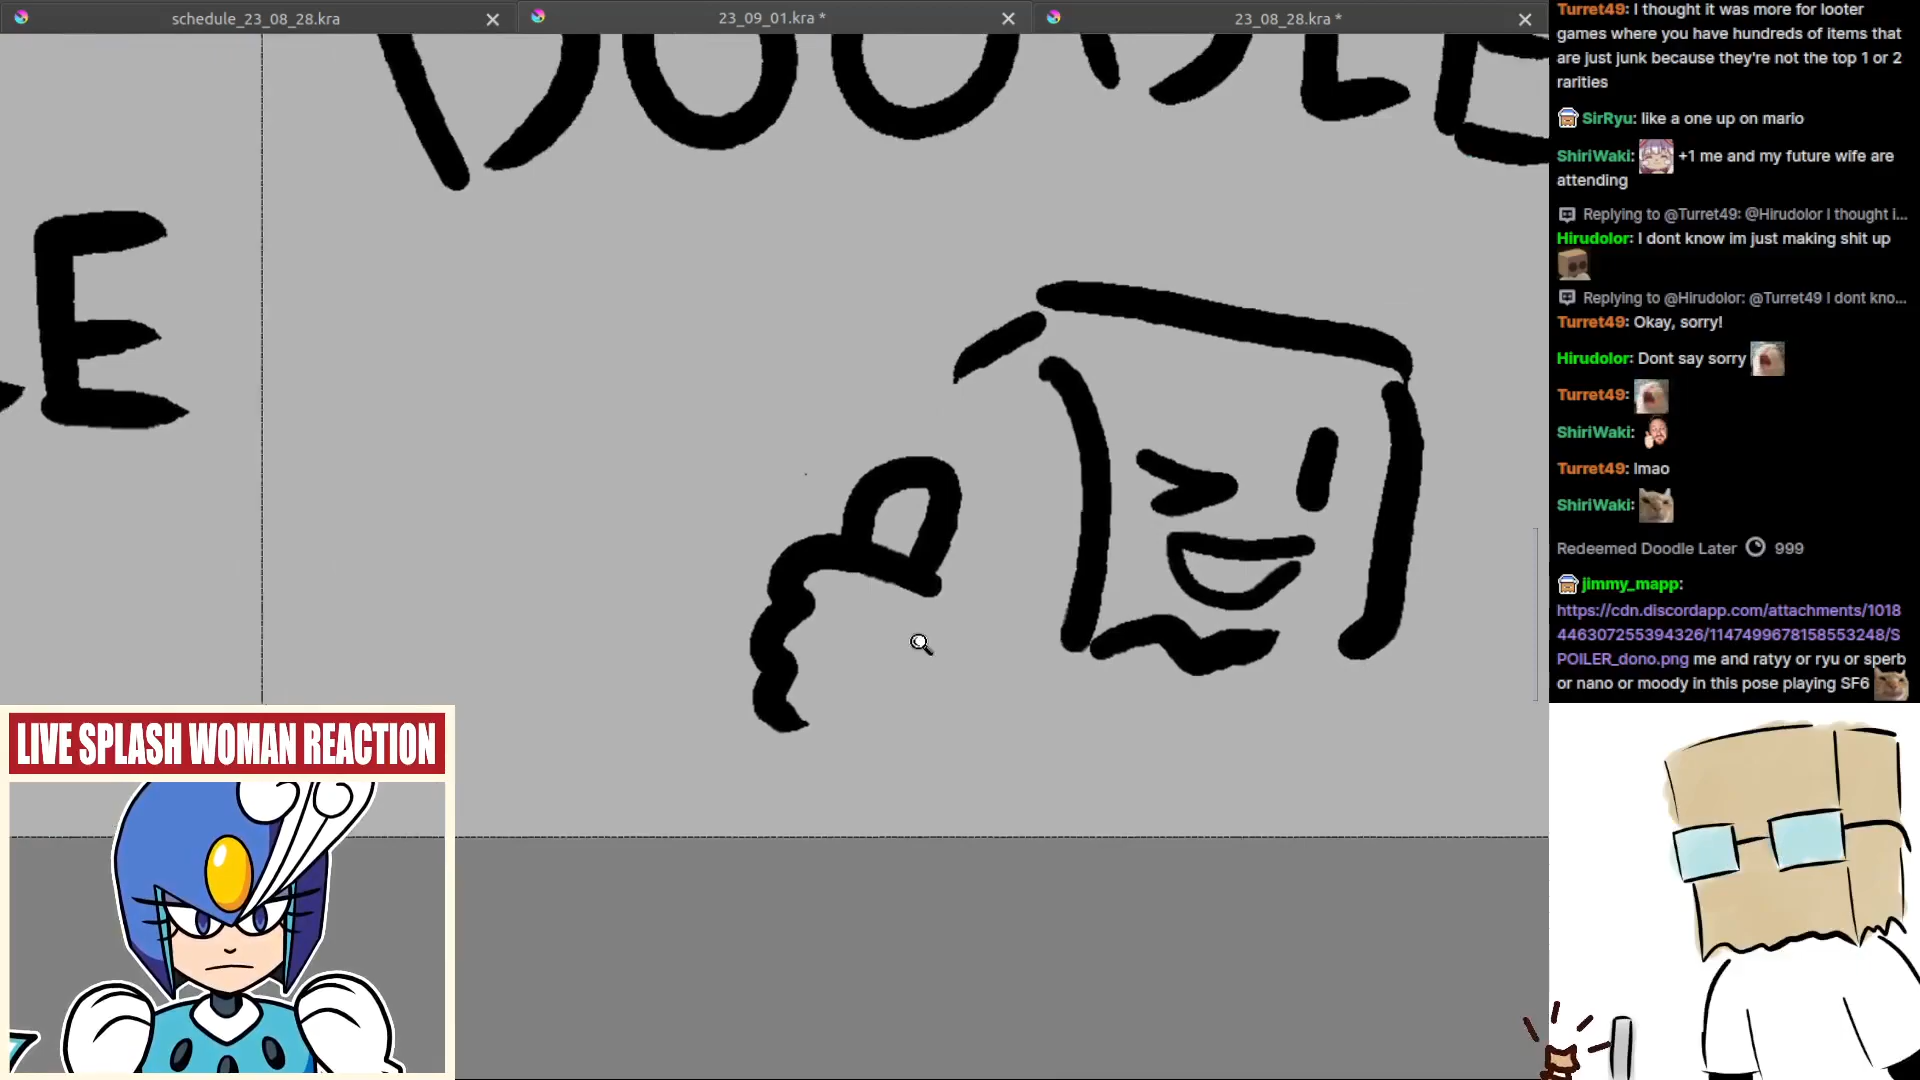 schedule_23_08_28.kra
23_09_01.kra *
23_08_28.kra *
DOODLE
E
LIVE SPLASH WOMAN REACTION
Turret49: I thought it was more for looter
games where you have hundreds of items that
are just junk because they're not the top 1 or 2
rarities
SirRyu: like a one up on mario
ShiriWaki: +1 me and my future wife are
attending
Replying to @Turret49: @Hirudolor I thought i...
Hirudolor: I dont know im just making shit up
Replying to @Hirudolor: @Turret49 I dont kno...
Turret49: Okay, sorry!
Hirudolor: Dont say sorry
Turret49:
ShiriWaki:
Turret49: lmao
ShiriWaki:
Redeemed Doodle Later 999
jimmy_mapp:
https://cdn.discordapp.com/attachments/1018
446307255394326/1147499678158553248/S
POILER_dono.png me and ratyy or ryu or sperb
or nano or moody in this pose playing SF6